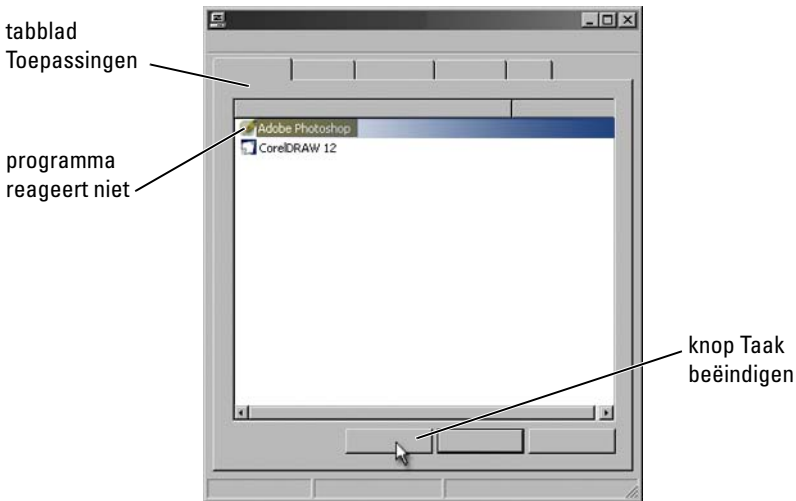 tabblad
Toepassingen
Adobe Photoshop
CorelDRAW 12
programma
reageert niet
knop Taak
beëindigen